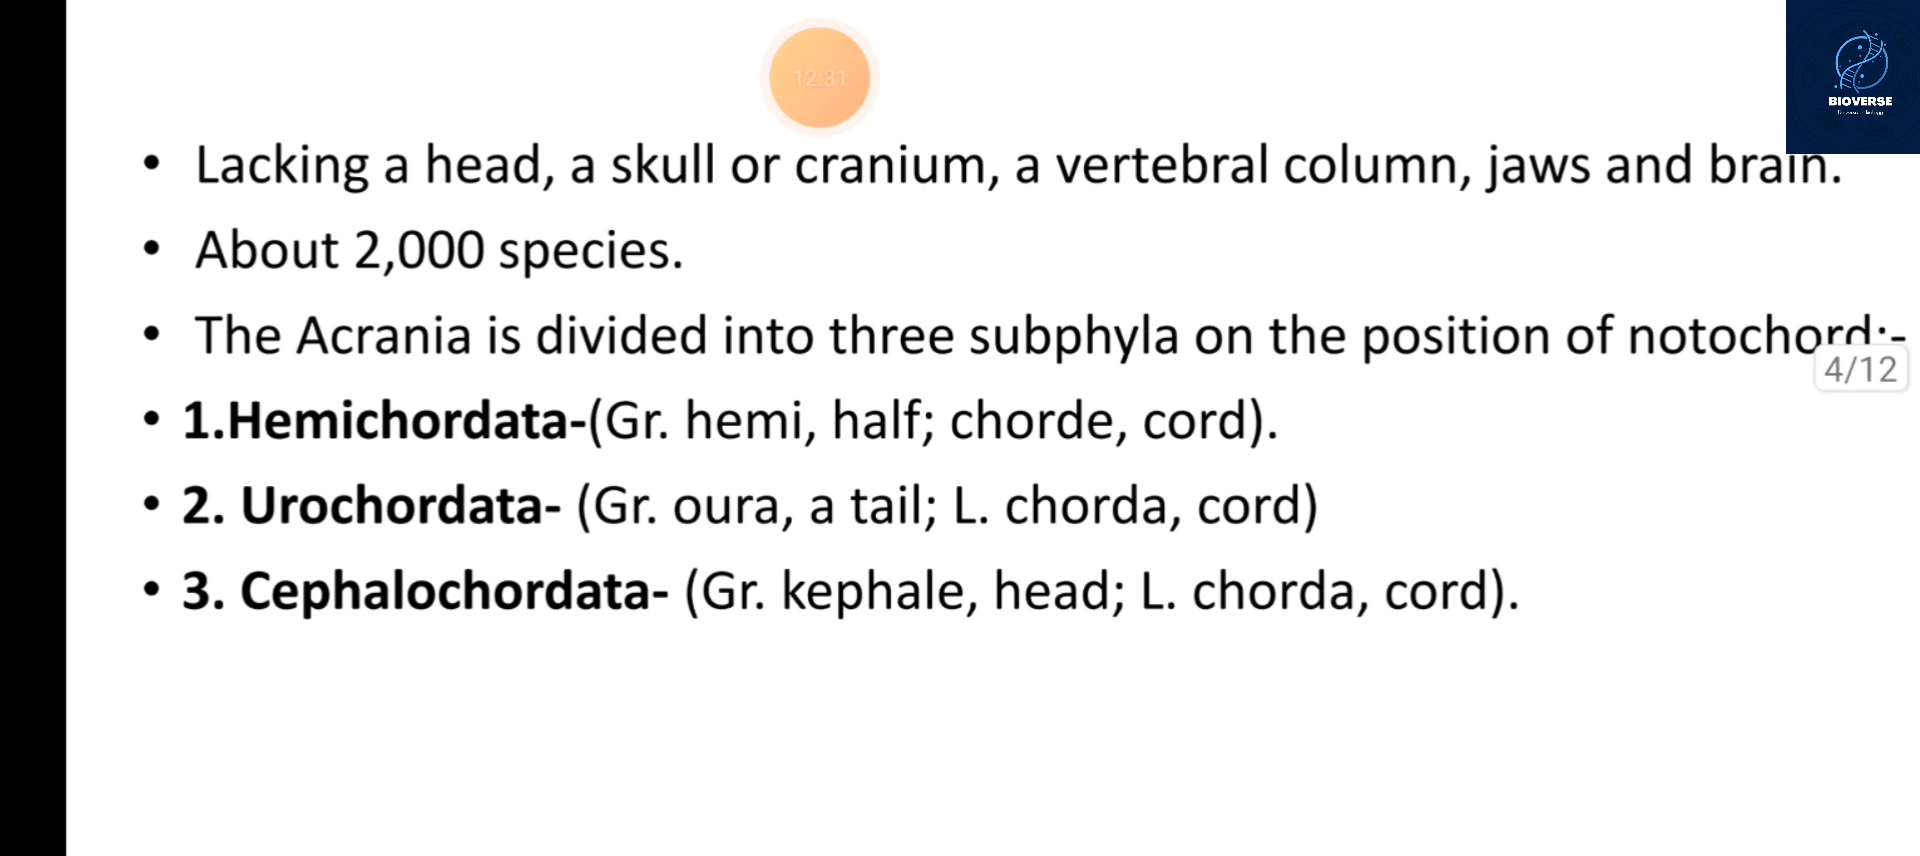 12:31
BIOVERSE
• Lacking a head, a skull or cranium, a vertebral column, jaws and brain.
• About 2,000 species.
• The Acrania is divided into three subphyla on the position of notochord:-
4/12
• 1.Hemichordata-(Gr. hemi, half; chorde, cord).
• 2. Urochordata- (Gr. oura, a tail; L. chorda, cord)
• 3. Cephalochordata- (Gr. kephale, head; L. chorda, cord).